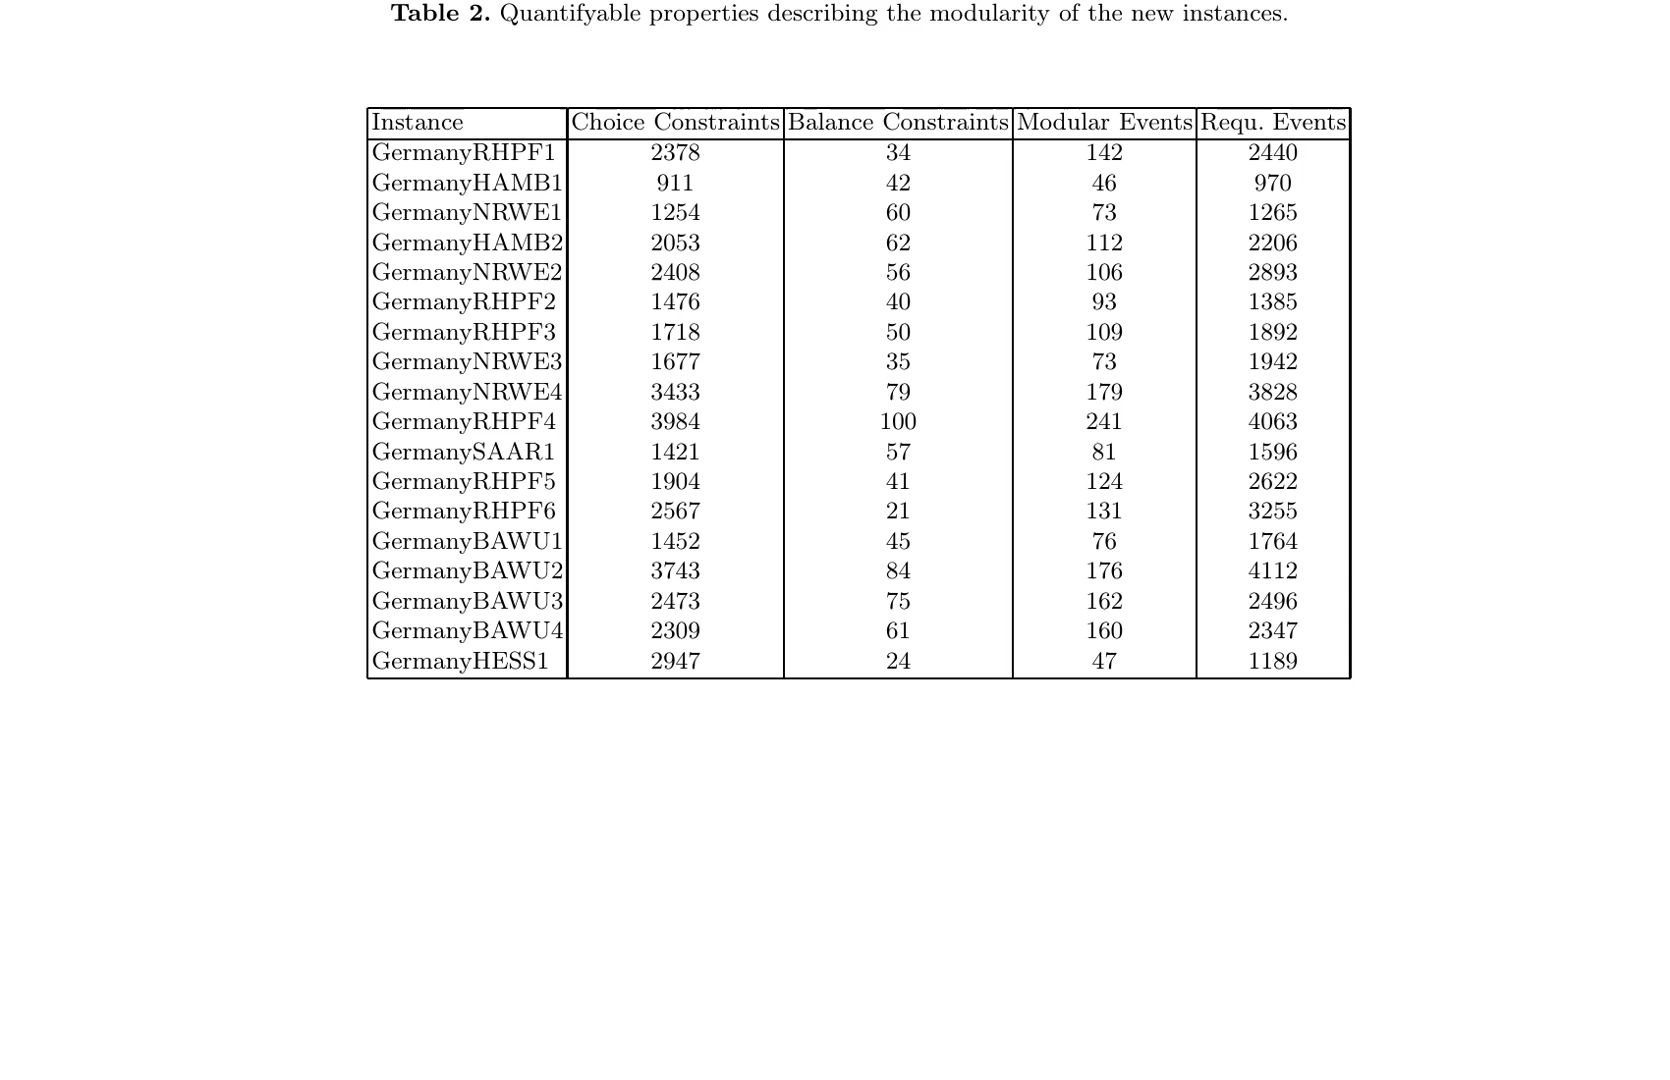 Table 2. Quantifyable properties describing the modularity of the new instances.
Instance Choice Constraints Balance Constraints Modular Events Requ. Events
GermanyRHPF1 2378 34 142 2440
GermanyHAMB1 911 42 46 970
GermanyNRWE1 1254 60 73 1265
GermanyHAMB2 2053 62 112 2206
GermanyNRWE2 2408 56 106 2893
GermanyRHPF2 1476 40 93 1385
GermanyRHPF3 1718 50 109 1892
GermanyNRWE3 1677 35 73 1942
GermanyNRWE4 3433 79 179 3828
GermanyRHPF4 3984 100 241 4063
GermanySAAR1 1421 57 81 1596
GermanyRHPF5 1904 41 124 2622
GermanyRHPF6 2567 21 131 3255
GermanyBAWU1 1452 45 76 1764
GermanyBAWU2 3743 84 176 4112
GermanyBAWU3 2473 75 162 2496
GermanyBAWU4 2309 61 160 2347
GermanyHESS1 2947 24 47 1189